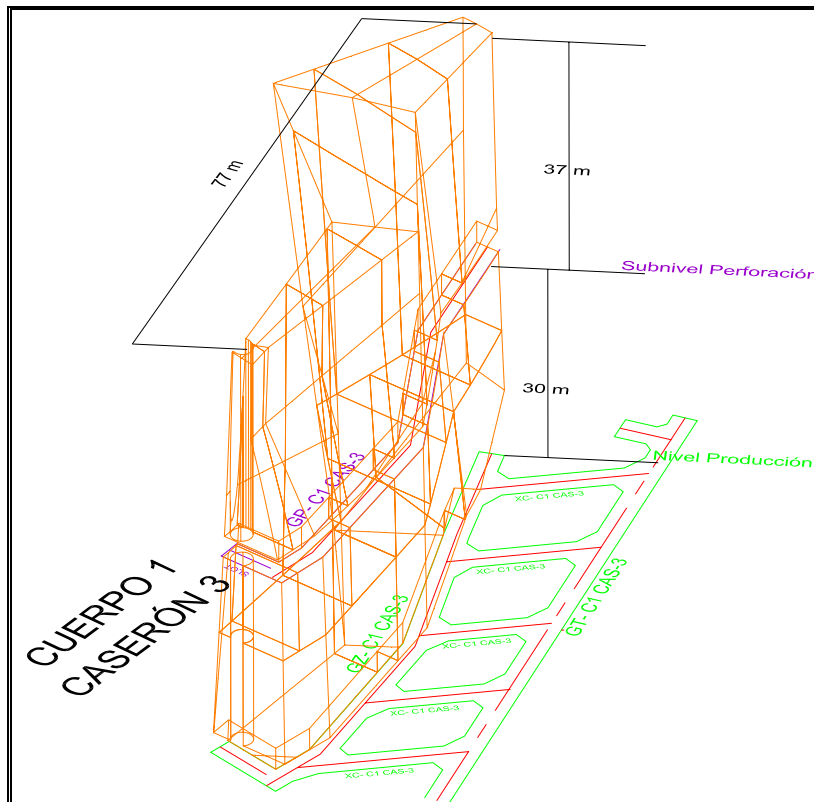 77 m
37 m
Subnivel Perforación
30 m
Nivel Producción
GP- C1 CAS-3
XC- C1 CAS-3
XC- C1 CAS-3
GT- C1 CAS-3
GZ- C1 CAS-3
XC- C1 CAS-3
XC- C1 CAS-3
XC- C1 CAS-3
CUERPO 1
CASERÓN 3